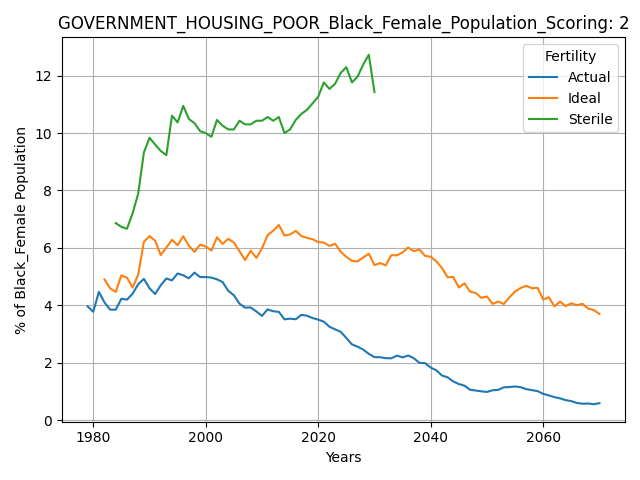 GOVERNMENT_HOUSING_POOR_Black_Female_Population_Scoring: 2
% of Black_Female Population
12
10
8
6
4
2
0
Fertility
Actual
Ideal
Sterile
1980 2000 2020 2040 2060
Years